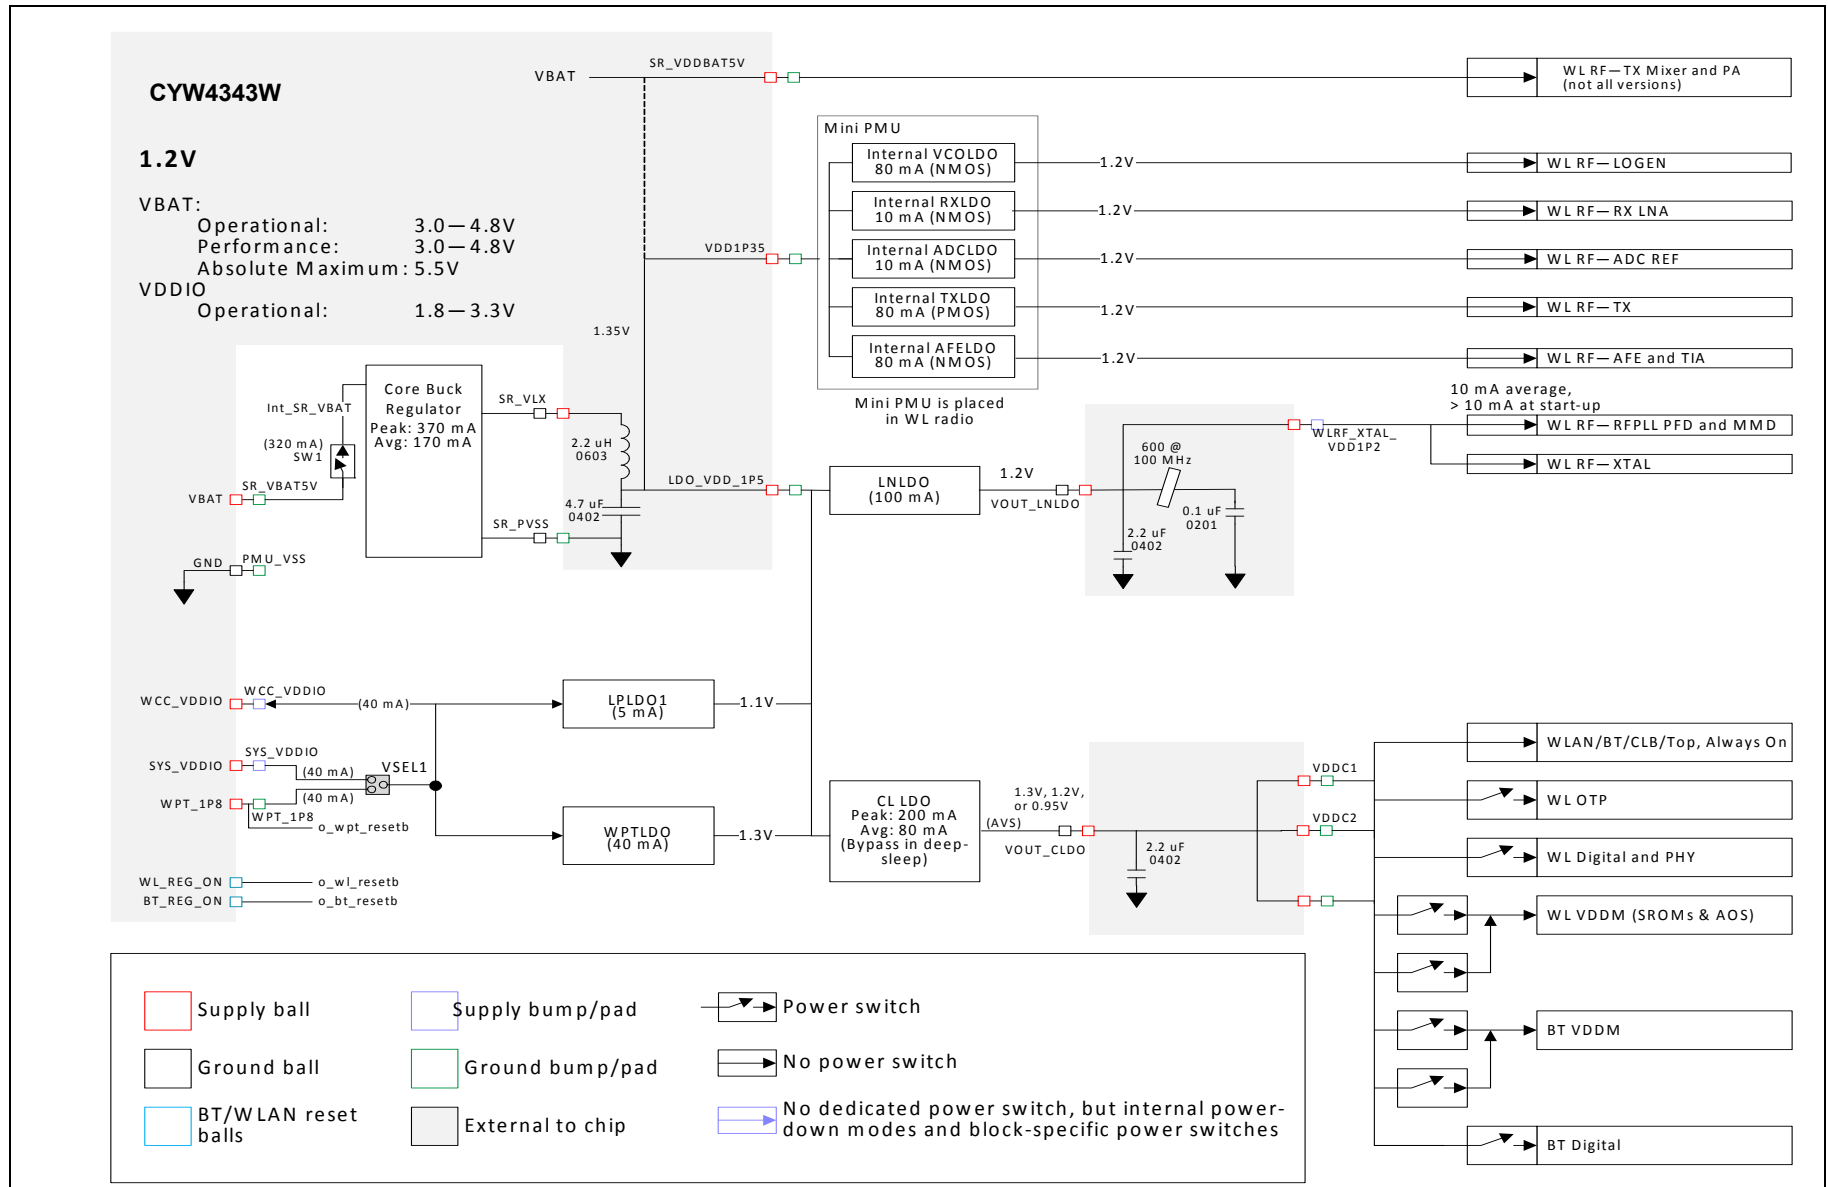 CYW4343W
1.2V
VBAT:
Operational: 3.0—4.8V
Performance: 3.0—4.8V
Absolute Maximum: 5.5V
VDDIO
Operational: 1.8—3.3V
VBAT
SR_VDDBAT5V
WL RF—TX Mixer and PA
(not all versions)
Mini PMU
Internal VCOLDO
80 mA (NMOS)
1.2V
WL RF—LOGEN
Internal RXLDO
10 mA (NMOS)
1.2V
WL RF—RX LNA
VDD1P35
Internal ADCLDO
10 mA (NMOS)
1.2V
WL RF—ADC REF
Internal TXLDO
80 mA (PMOS)
1.2V
WL RF—TX
1.35V
Internal AFELDO
80 mA (NMOS)
1.2V
WL RF—AFE and TIA
Mini PMU is placed
in WL radio
10 mA average,
> 10 mA at start-up
WL RF—RFPLL PFD and MMD
WL RF—XTAL
WLRF_XTAL_
VDD1P2
Int_SR_VBAT
(320 mA)
SW1
Core Buck
Regulator
Peak: 370 mA
Avg: 170 mA
SR_VLX
2.2 uH
0603
SR_VBAT5V
VBAT
4.7 uF
0402
SR_PVSS
GND
PMU_VSS
LDO_VDD_1P5
LNLDO
(100 mA)
1.2V
VOUT_LNLDO
600 @
100 MHz
2.2 uF
0402
0.1 uF
0201
WCC_VDDIO
WCC_VDDIO
(40 mA)
LPLDO1
(5 mA)
1.1V
SYS_VDDIO
SYS_VDDIO
(40 mA)
VSEL1
WPT_1P8
(40 mA)
WPT_1P8
o_wpt_resetb
WPTLDO
(40 mA)
1.3V
WL_REG_ON
o_wl_resetb
BT_REG_ON
o_bt_resetb
CL LDO
Peak: 200 mA
Avg: 80 mA
(Bypass in deep-
sleep)
1.3V, 1.2V,
or 0.95V
(AVS)
VOUT_CLDO
2.2 uF
0402
VDDC1
VDDC2
WLAN/BT/CLB/Top, Always On
WL OTP
WL Digital and PHY
WL VDDM (SROMs & AOS)
BT VDDM
BT Digital
Supply ball
Supply bump/pad
Power switch
Ground ball
Ground bump/pad
No power switch
BT/WLAN reset
balls
External to chip
No dedicated power switch, but internal power-
down modes and block-specific power switches